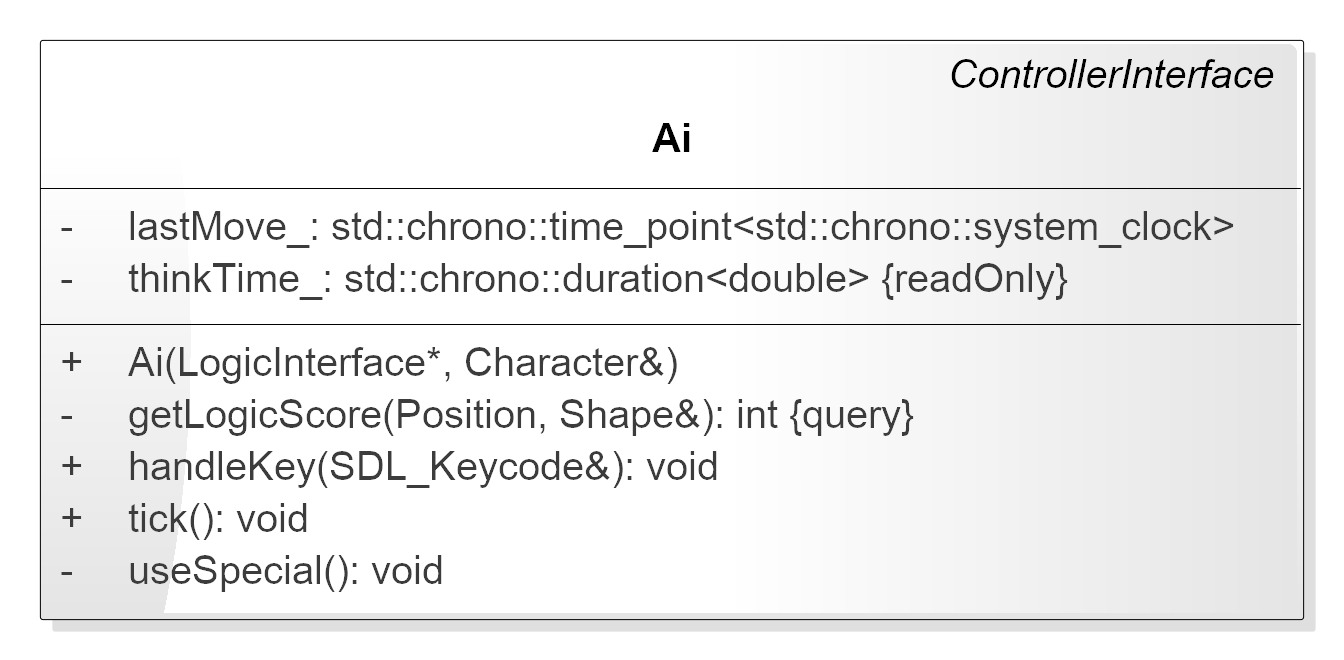 ControllerInterface
Ai
- lastMove_: std::chrono::time_point<std::chrono::system_clock>
- thinkTime_: std::chrono::duration<double> {readOnly}
+ Ai(LogicInterface*, Character&)
- getLogicScore(Position, Shape&): int {query}
+ handleKey(SDL_Keycode&): void
+ tick(): void
- useSpecial(): void